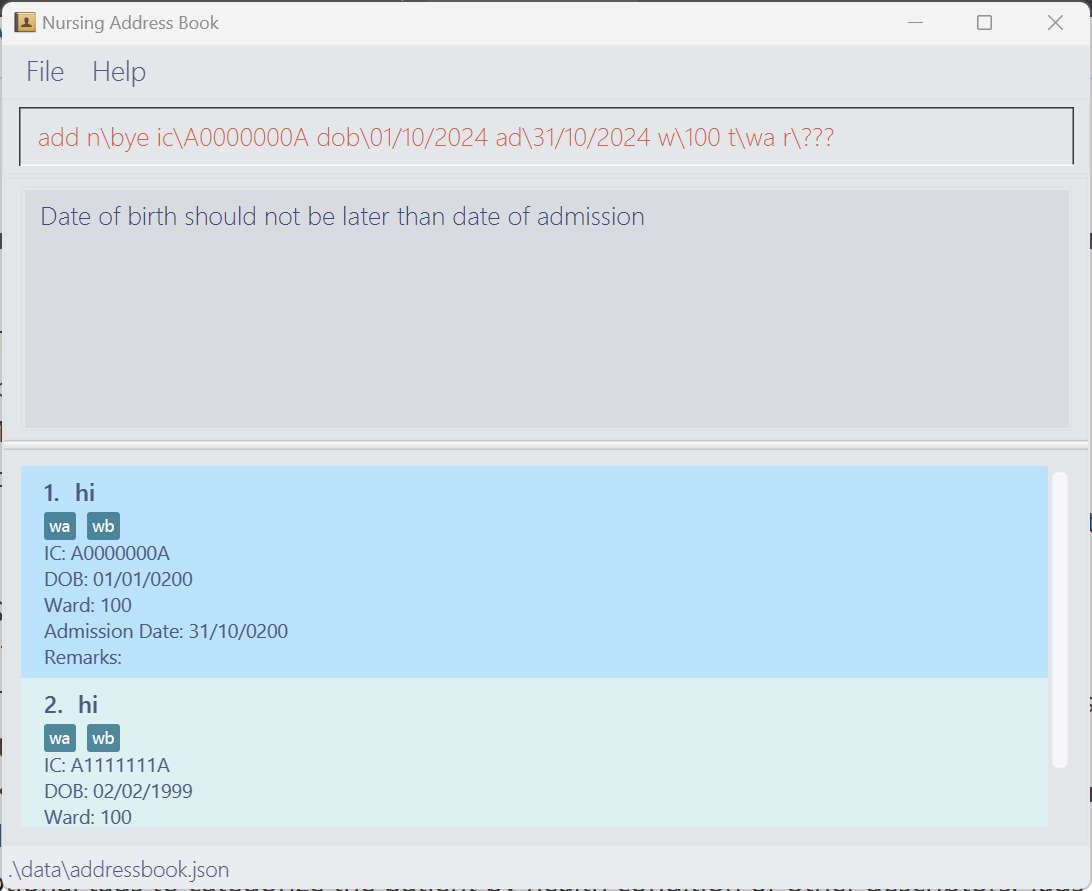 Nursing Address Book
File Help
add n\bye ic\A0000000A dob\01/10/2024 ad\31/10/2024 w\100 t\wa r\???
Date of birth should not be later than date of admission
1. hi
wa wb
IC: A0000000A
DOB: 01/01/0200
Ward: 100
Admission Date: 31/10/0200
Remarks:
2. hi
wa wb
IC: A1111111A
DOB: 02/02/1999
Ward: 100
.\data\addressbook.json